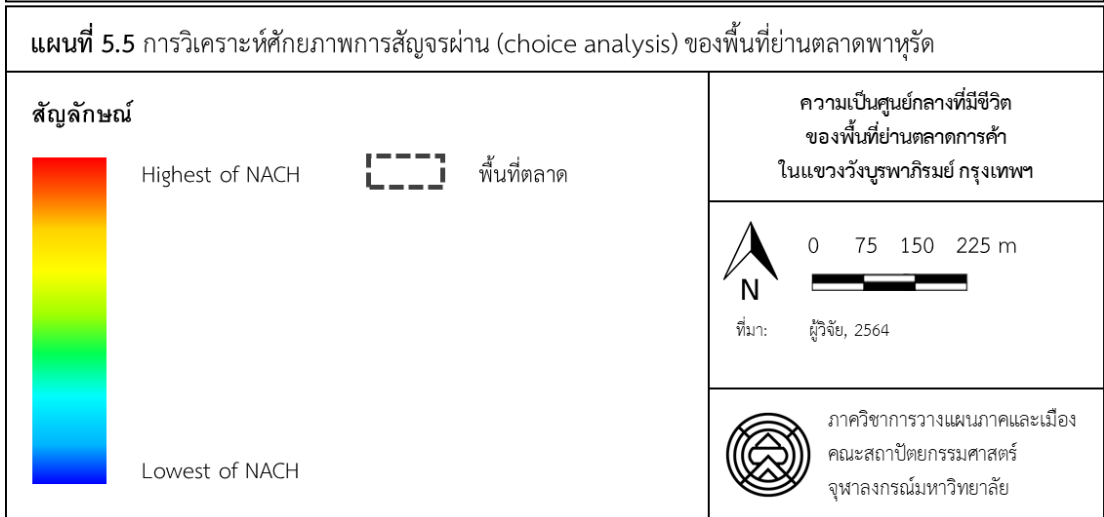 แผนที่ 5.5 การวิเคราะห์ศักยภาพการสัญจรผ่าน (choice analysis) ของพื้นที่ย่านตลาดพาหุรัด
สัญลักษณ์
Highest of NACH
พื้นที่ตลาด
Lowest of NACH
ความเป็นศูนย์กลางที่มีชีวิต
ของพื้นที่ย่านตลาดการค้า
ในแขวงวังบูรพาภิรมย์ กรุงเทพฯ
0 75 150 225 m
N
ที่มา: ผู้วิจัย, 2564
ภาควิชาการวางแผนภาคและเมือง
คณะสถาปัตยกรรมศาสตร์
จุฬาลงกรณ์มหาวิทยาลัย